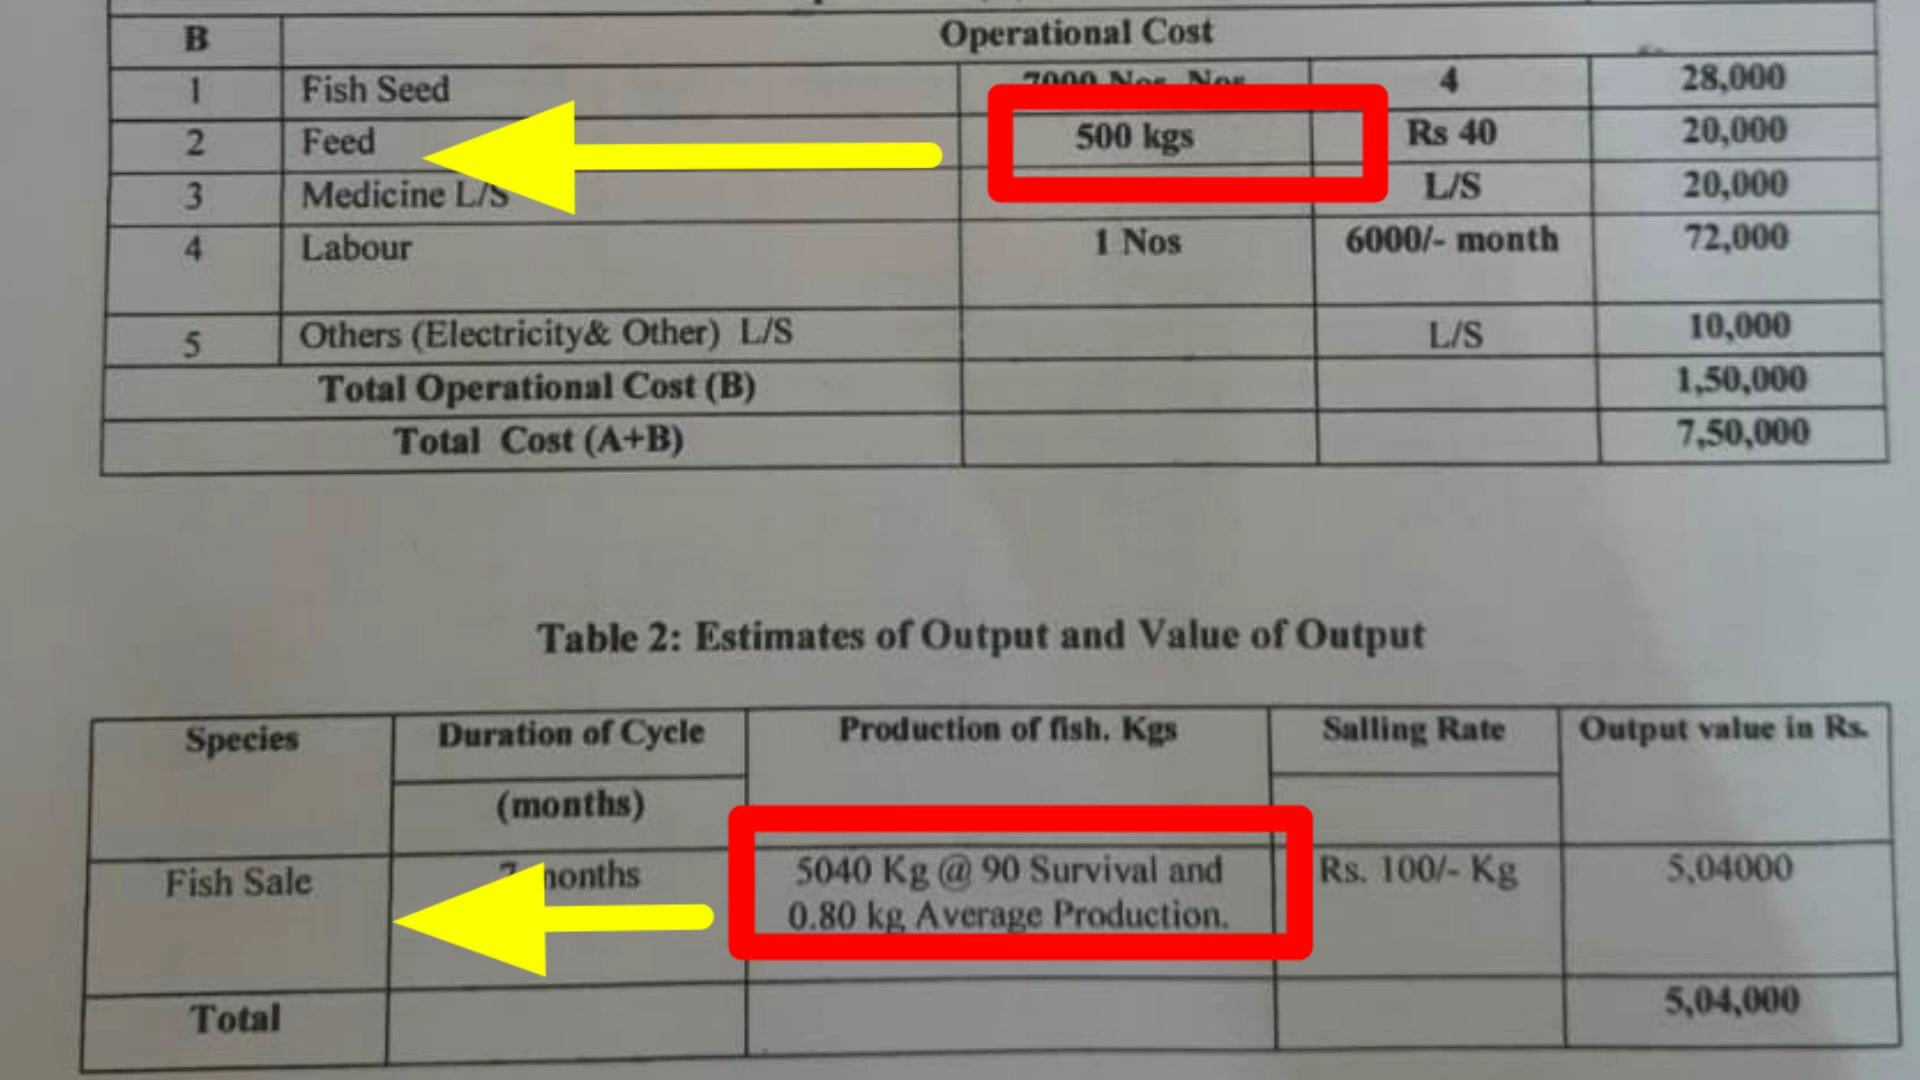 B Operational Cost
1 Fish Seed 7000 Nos Nos 4 28,000
2 Feed 500 kgs Rs 40 20,000
3 Medicine L/S L/S 20,000
4 Labour 1 Nos 6000/- month 72,000
5 Others (Electricity& Other) L/S L/S 10,000
Total Operational Cost (B) 1,50,000
Total Cost (A+B) 7,50,000
Table 2: Estimates of Output and Value of Output
Species Duration of Cycle Production of fish. Kgs Salling Rate Output value in Rs.
(months)
Fish Sale months 5040 Kg @ 90 Survival and Rs. 100/- Kg 5,04000
0.80 kg Average Production.
Total 5,04,000